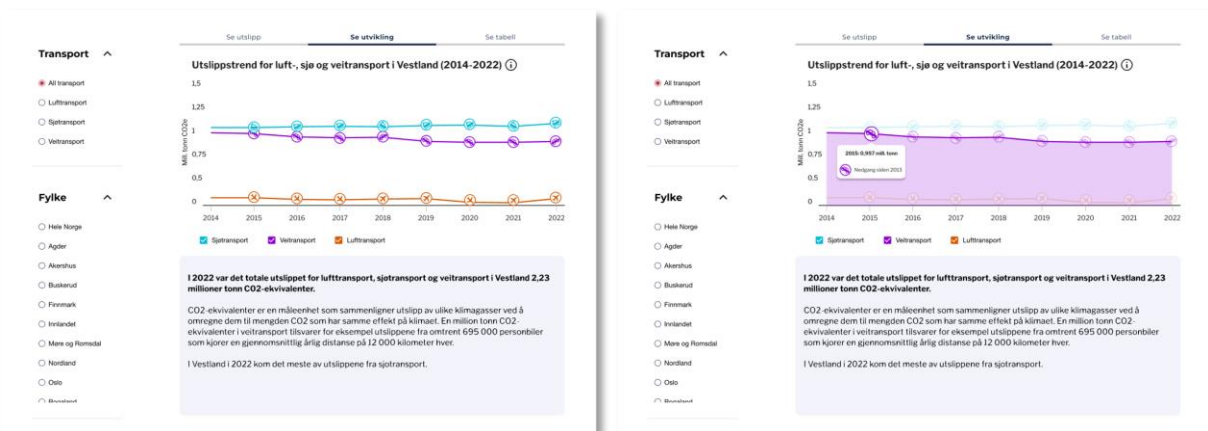 Transport
All transport
Lufttransport
Sjøtransport
Veitransport
Fylke
Hele Norge
Agder
Akershus
Buskerud
Finnmark
Innlandet
Møre og Romsdal
Nordland
Oslo
Rogaland
Se utslipp Se utvikling Se tabell
Utslippstrend for luft-, sjø og veitransport i Vestland (2014-2022)
Mill. tonn CO2e
1,5
1,25
1
0,75
0,5
0
2014 2015 2016 2017 2018 2019 2020 2021 2022
Sjøtransport Veitransport Lufttransport
I 2022 var det totale utslippet for lufttransport, sjøtransport og veitransport i Vestland 2,23
millioner tonn CO2-ekvivalenter.
CO2-ekvivalenter er en måleenhet som sammenligner utslipp av ulike klimagasser ved å
omregne dem til mengden CO2 som har samme effekt på klimaet. En million tonn CO2-
ekvivalenter i veitransport tilsvarer for eksempel utslippene fra omtrent 695 000 personbiler
som kjører en gjennomsnittlig årlig distanse på 12 000 kilometer hver.
I Vestland i 2022 kom det meste av utslippene fra sjøtransport.
Transport
All transport
Lufttransport
Sjøtransport
Veitransport
Fylke
Hele Norge
Agder
Akershus
Buskerud
Finnmark
Innlandet
Møre og Romsdal
Nordland
Oslo
Rogaland
Se utslipp Se utvikling Se tabell
Utslippstrend for luft-, sjø og veitransport i Vestland (2014-2022)
Mill. tonn CO2e
1,5
1,25
1
0,75
0,5
0
2015: 0,957 mill. tonn
Nedgang siden 2013
2014 2015 2016 2017 2018 2019 2020 2021 2022
Sjøtransport Veitransport Lufttransport
I 2022 var det totale utslippet for lufttransport, sjøtransport og veitransport i Vestland 2,23
millioner tonn CO2-ekvivalenter.
CO2-ekvivalenter er en måleenhet som sammenligner utslipp av ulike klimagasser ved å
omregne dem til mengden CO2 som har samme effekt på klimaet. En million tonn CO2-
ekvivalenter i veitransport tilsvarer for eksempel utslippene fra omtrent 695 000 personbiler
som kjører en gjennomsnittlig årlig distanse på 12 000 kilometer hver.
I Vestland i 2022 kom det meste av utslippene fra sjøtransport.